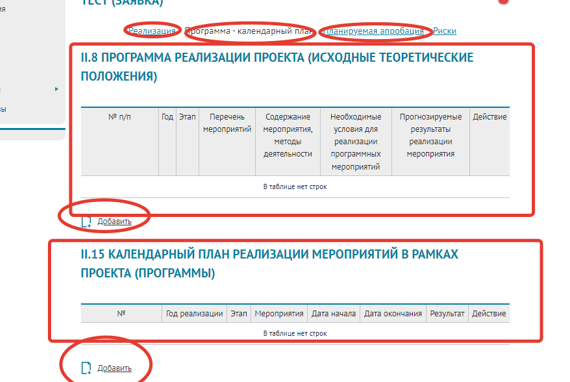 ТЕСТ (ЗАЯВКА)
Реализация Программа - календарный план Планируемая апробация Риски
II.8 ПРОГРАММА РЕАЛИЗАЦИИ ПРОЕКТА (ИСХОДНЫЕ ТЕОРЕТИЧЕСКИЕ
ПОЛОЖЕНИЯ)
№ п/п Год Этап Перечень мероприятий Содержание мероприятия, методы деятельности Необходимые условия для реализации программных мероприятий Прогнозируемые результаты реализации мероприятия Действие
В таблице нет строк
Добавить
II.15 КАЛЕНДАРНЫЙ ПЛАН РЕАЛИЗАЦИИ МЕРОПРИЯТИЙ В РАМКАХ
ПРОЕКТА (ПРОГРАММЫ)
№ Год реализации Этап Мероприятия Дата начала Дата окончания Результат Действие
В таблице нет строк
Добавить